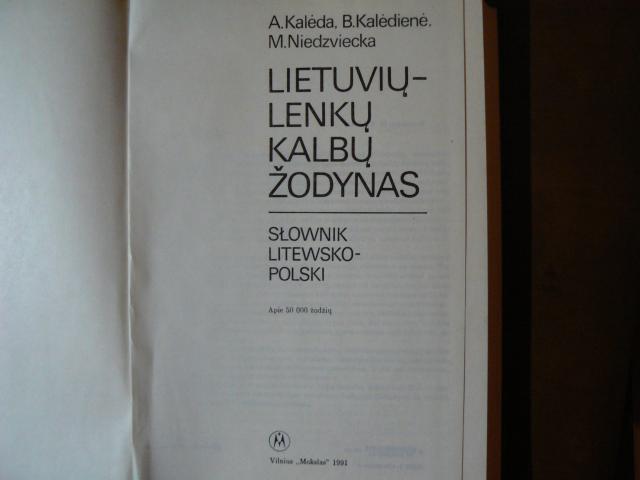 A.Kalėda, B.Kalėdienė,
M.Niedzviecka
LIETUVIŲ-
LENKŲ
KALBŲ
ŽODYNAS
SŁOWNIK
LITEWSKO-
POLSKI
Apie 50 000 žodžių
Vilnius „Mokslas" 1991